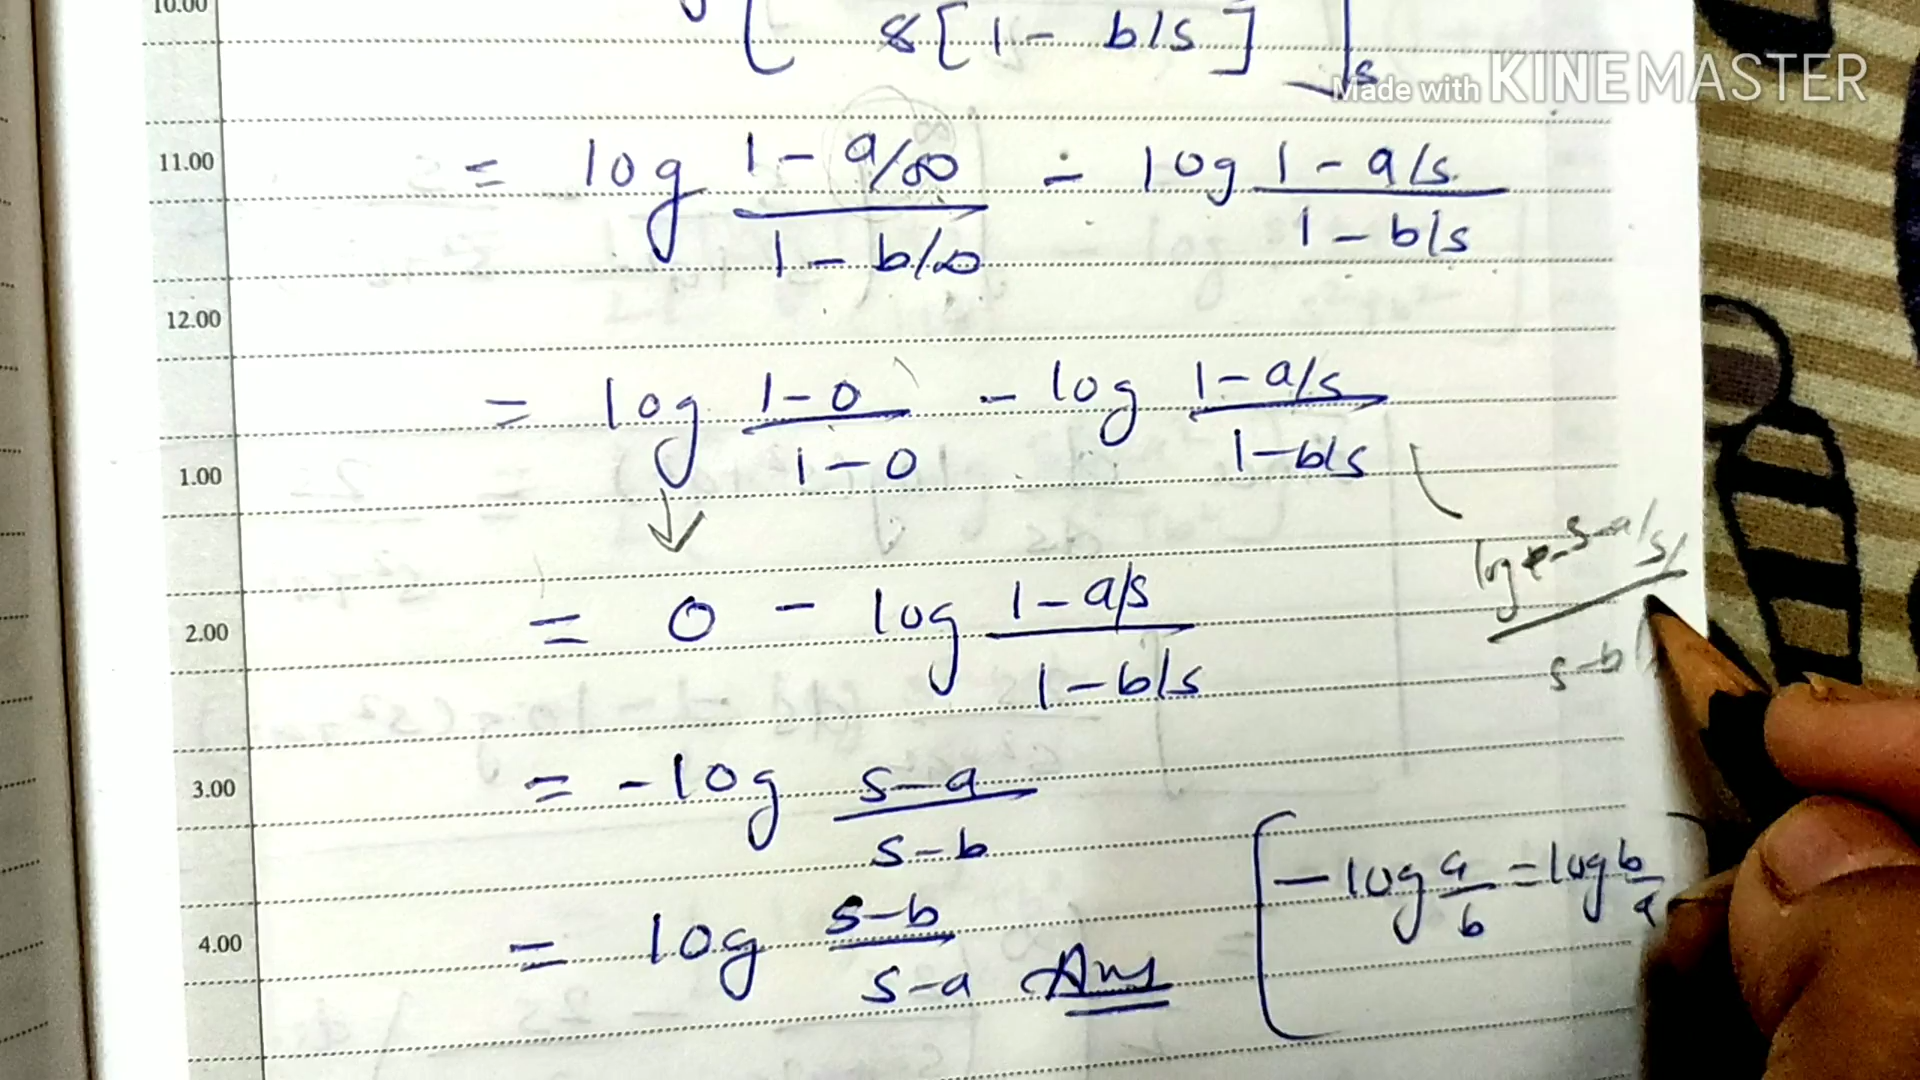 10.00
8[1 - b/s]
s
Made with KINEMASTER
11.00 = log 1 - a/∞ - log 1 - a/s
1 - b/∞ 1 - b/s
12.00
= log 1-0 - log 1-a/s
1.00 1-0 1-b/s
log s-a/s/
2.00 = 0 - log 1-a/s
1-b/s s-b
3.00 = -log s-a
s-b
-log a = log b
b a
4.00 = log s-b
s-a Ans